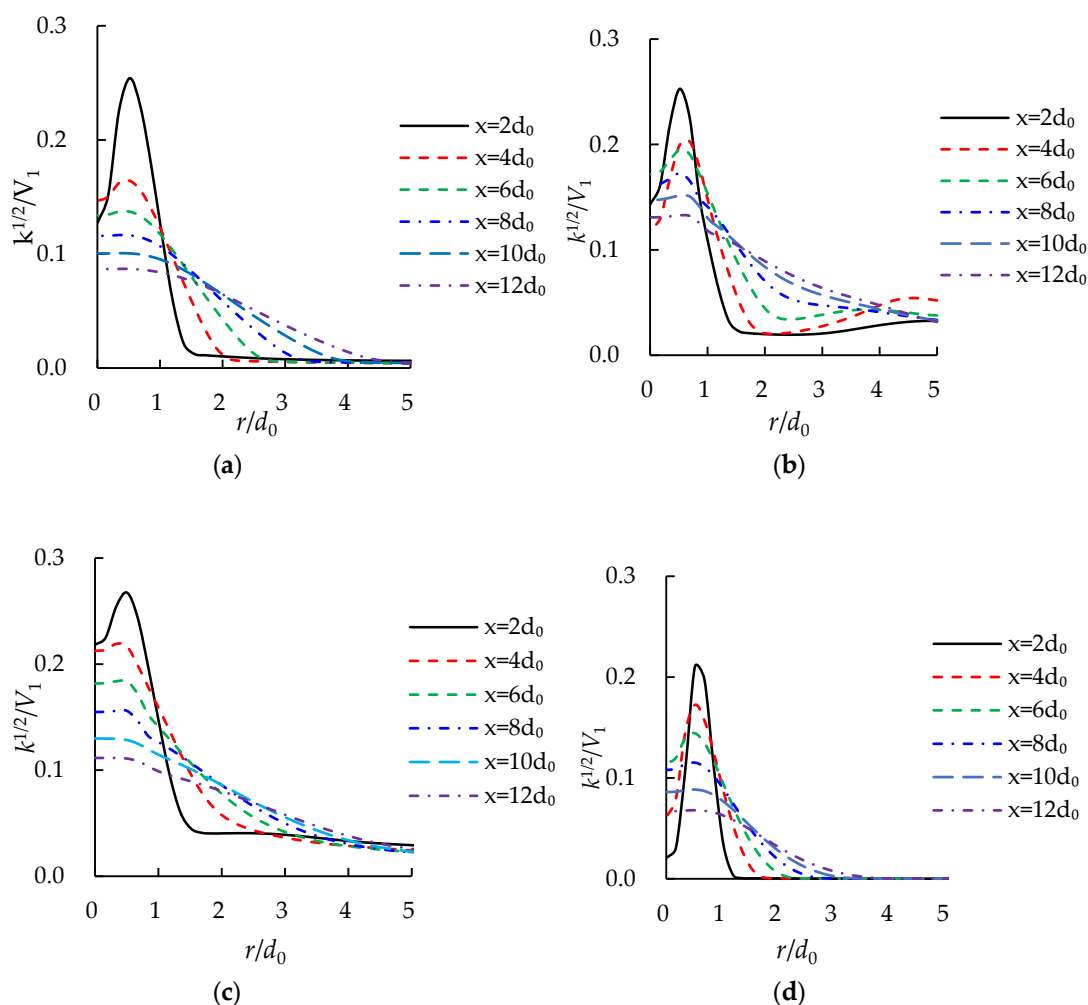 0.3
0.2
0.1
0.0
k^{1/2}/V₁
0 1 2 3 4 5
r/d₀
x=2d₀
x=4d₀
x=6d₀
x=8d₀
x=10d₀
x=12d₀
(a)
0.3
0.2
0.1
0.0
k^{1/2}/V₁
0 1 2 3 4 5
r/d₀
x=2d₀
x=4d₀
x=6d₀
x=8d₀
x=10d₀
x=12d₀
(b)
0.3
0.2
0.1
0.0
k^{1/2}/V₁
0 1 2 3 4 5
r/d₀
x=2d₀
x=4d₀
x=6d₀
x=8d₀
x=10d₀
x=12d₀
(c)
0.3
0.2
0.1
0.0
k^{1/2}/V₁
0 1 2 3 4 5
r/d₀
x=2d₀
x=4d₀
x=6d₀
x=8d₀
x=10d₀
x=12d₀
(d)